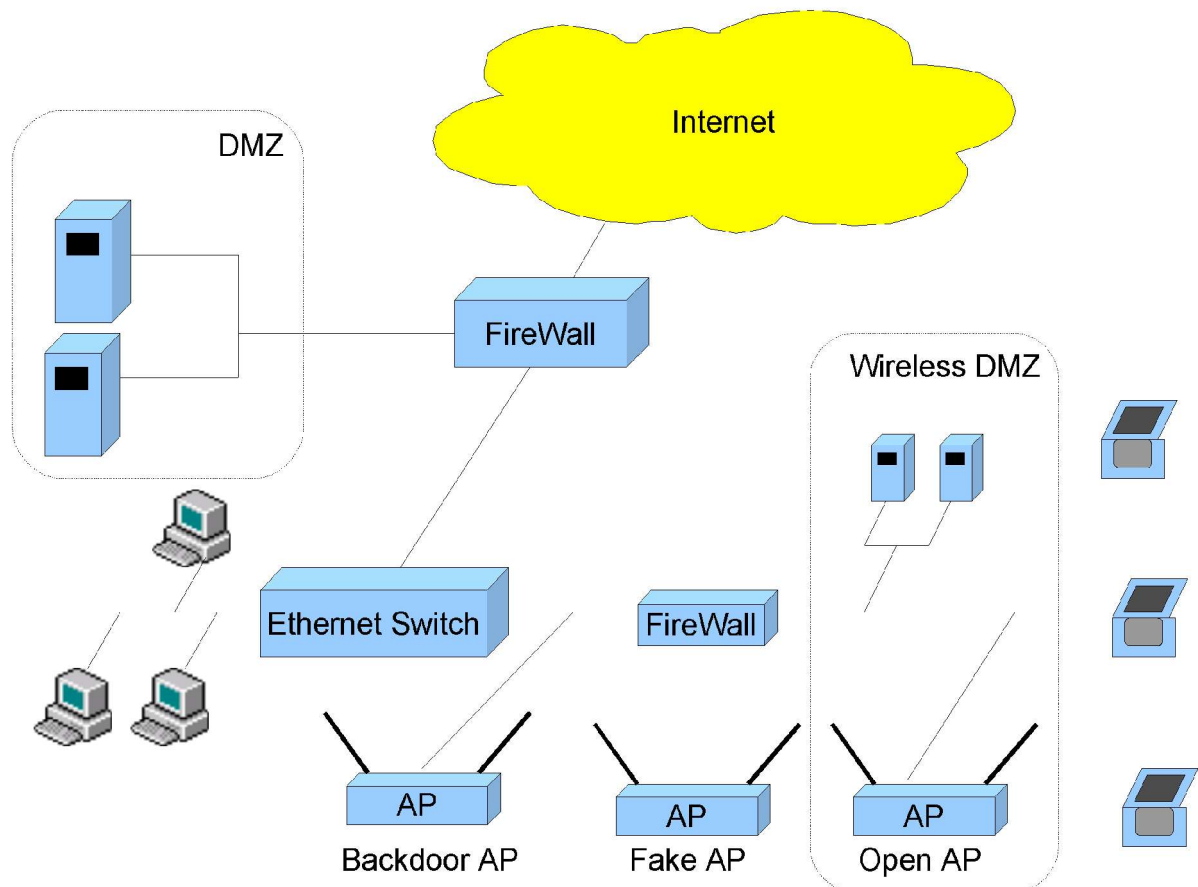 Internet
DMZ
FireWall
Wireless DMZ
Ethernet Switch
FireWall
AP
AP
AP
Backdoor AP
Fake AP
Open AP